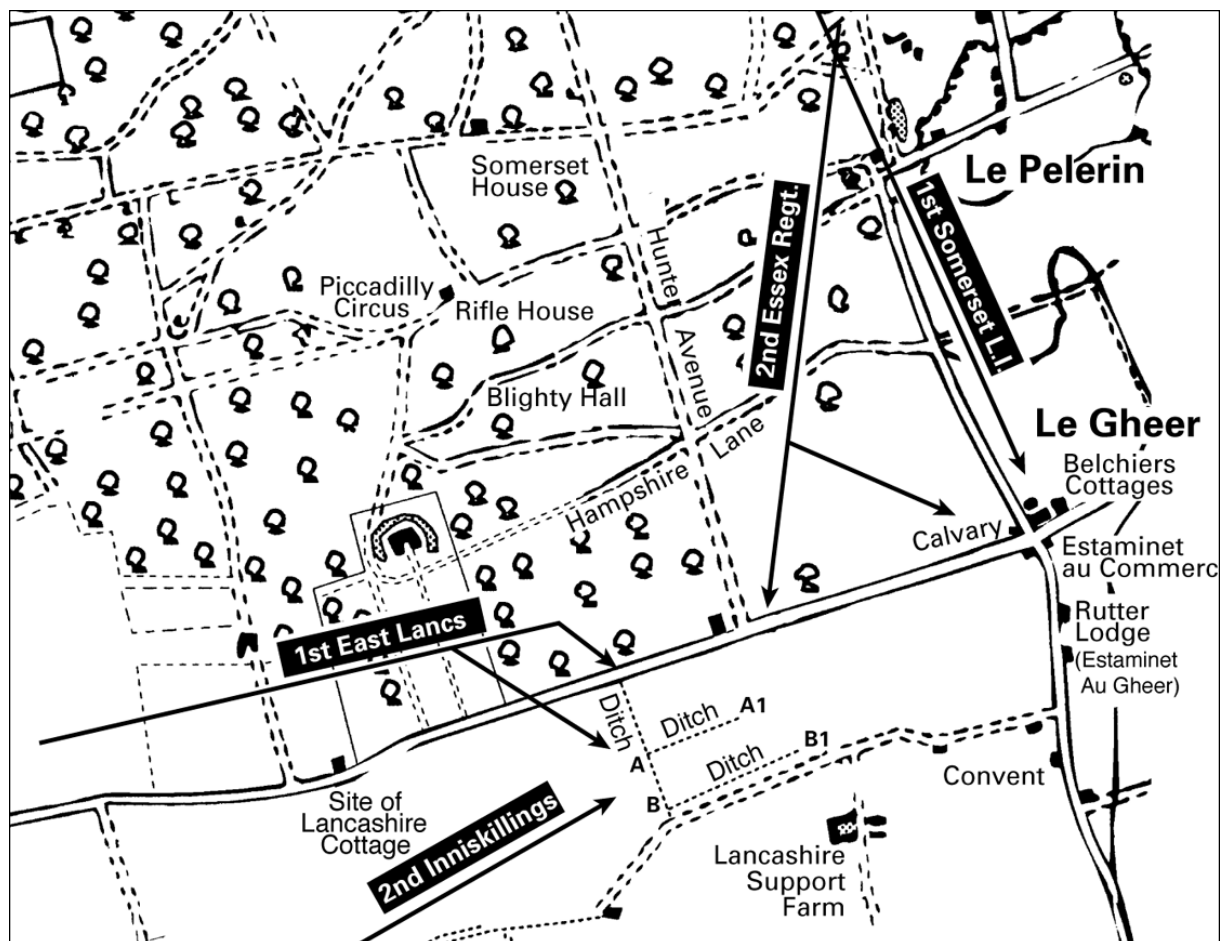 Le Pelerin
Somerset
House
2nd Essex Regt.
1st Somerset L.I.
Hunter
Avenue
Piccadilly
Circus
Rifle House
Blighty Hall
Hampshire
Lane
Le Gheer
Belchiers
Cottages
Calvary
Estaminet
au Commerc
Rutter
Lodge
(Estaminet
Au Gheer)
1st East Lancs
Ditch
Ditch
A1
A
Ditch
B1
B
Convent
Site of
Lancashire
Cottage
2nd Inniskillings
Lancashire
Support
Farm